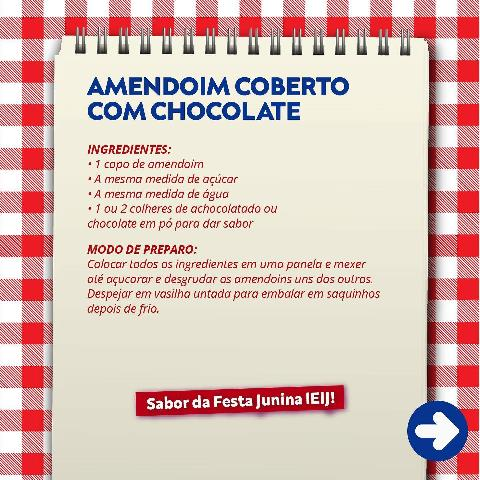 AMENDOIM COBERTO
COM CHOCOLATE
INGREDIENTES:
• 1 copo de amendoim
• A mesma medida de açúcar
• A mesma medida de água
• 1 ou 2 colheres de achocolatado ou
chocolate em pó para dar sabor
MODO DE PREPARO:
Colocar todos os ingredientes em uma panela e mexer
até açucarar e desgrudar os amendoins uns dos outros.
Despejar em vasilha untada para embalar em saquinhos
depois de frio.
Sabor da Festa Junina IEIJ!